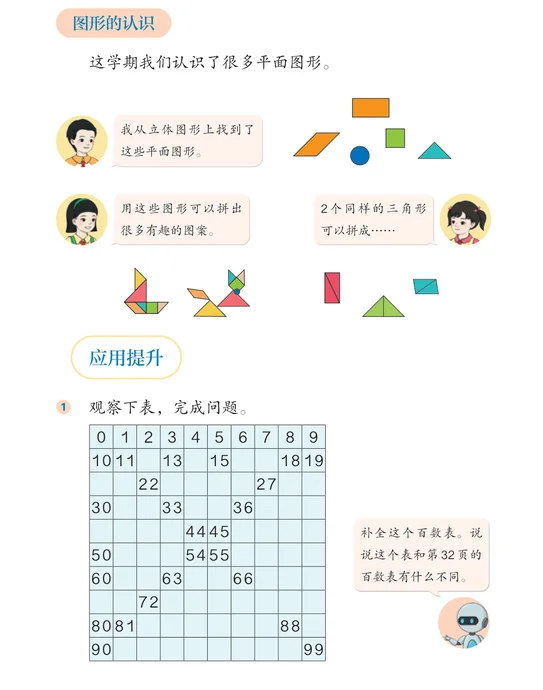 图形的认识
这学期我们认识了很多平面图形。
我从立体图形上找到了
这些平面图形。
用这些图形可以拼出
很多有趣的图案。
2个同样的三角形
可以拼成……
应用提升
1 观察下表，完成问题。
0 1 2 3 4 5 6 7 8 9
10 11 13 15 18 19
22 27
30 33 36
44 45
50 54 55
60 63 66
72
80 81 88
90 99
补全这个百数表。说
说这个表和第32页的
百数表有什么不同。